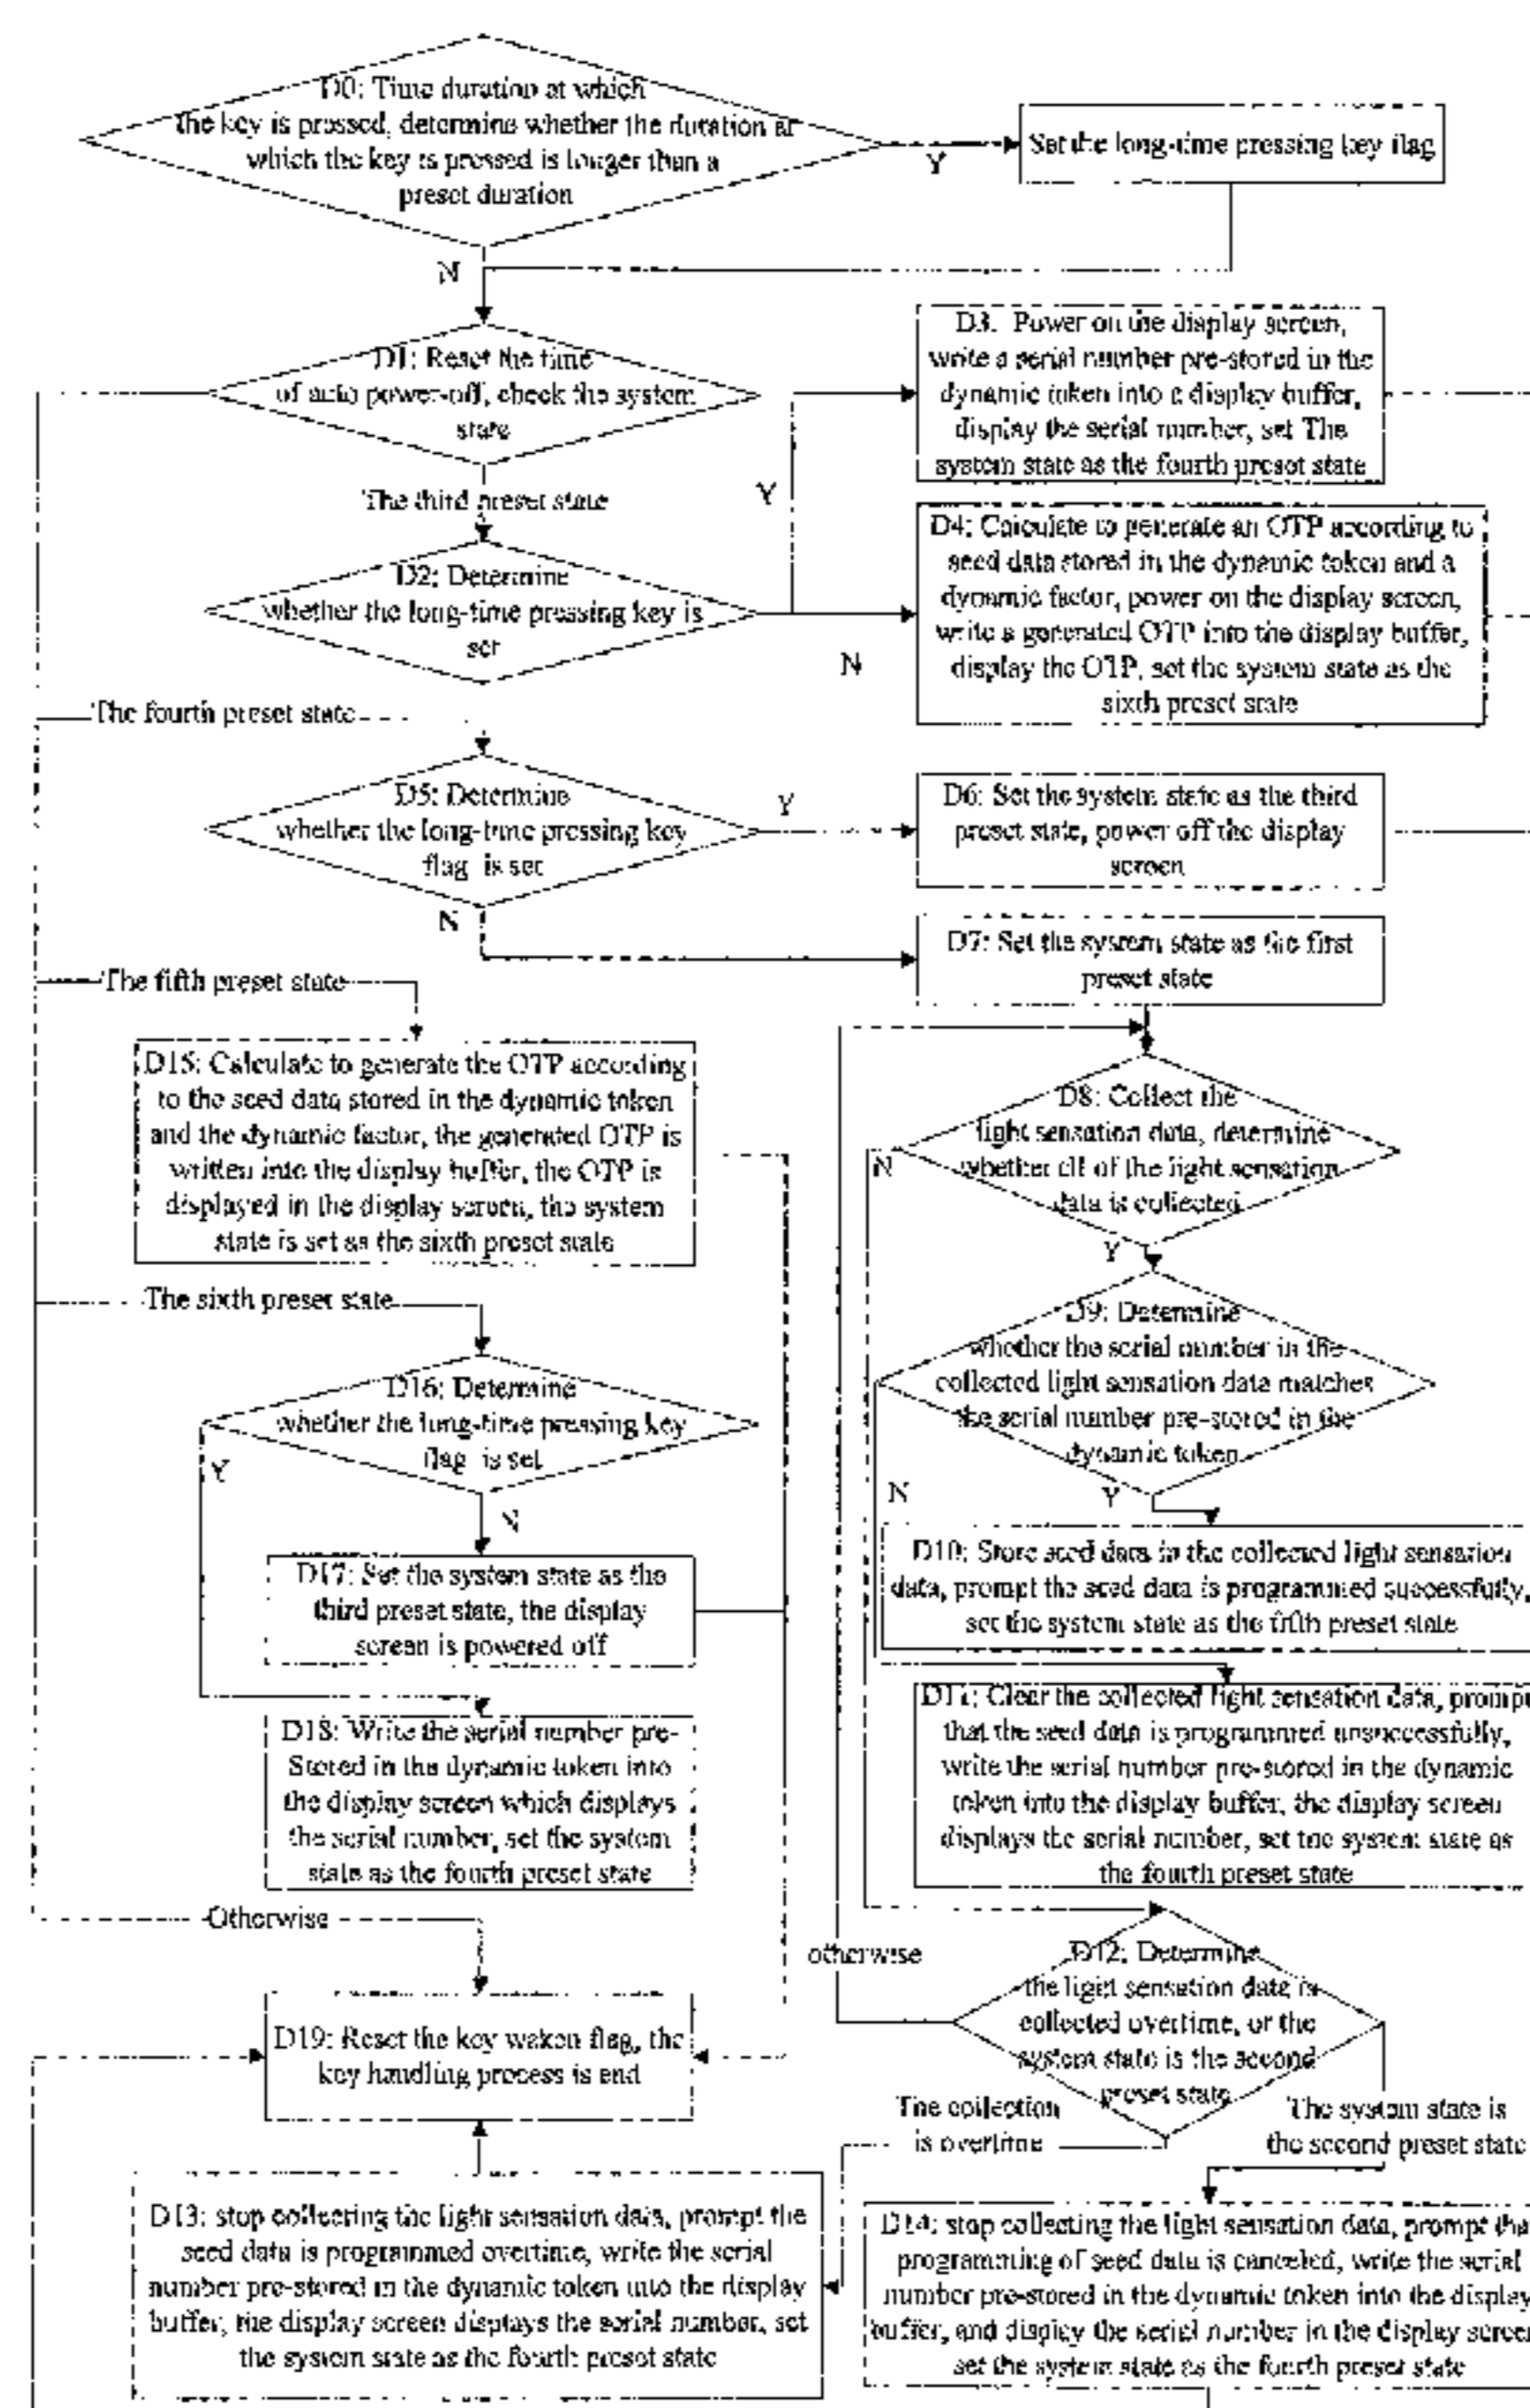 D0: Time duration at which
the key is pressed, determine whether the duration at
which the key is pressed is longer than a
preset duration
Y
Set the long-time pressing key flag
N
D1: Reset the time
of auto power-off, check the system
state
The third preset state
D2: Determine
whether the long-time pressing key is
set
Y
N
D3. Power on the display screen,
write a serial number pre-stored in the
dynamic token into a display buffer,
display the serial number, set The
system state as the fourth preset state
D4: Calculate to generate an OTP according to
seed data stored in the dynamic token and a
dynamic factor, power on the display screen,
write a generated OTP into the display buffer,
display the OTP, set the system state as the
sixth preset state
The fourth preset state
D5: Determine
whether the long-time pressing key
flag is set
Y
N
D6: Set the system state as the third
preset state, power off the display
screen
D7: Set the system state as the first
preset state
The fifth preset state
D15: Calculate to generate the OTP according
to the seed data stored in the dynamic token
and the dynamic factor, the generated OTP is
written into the display buffer, the OTP is
displayed in the display screen, the system
state is set as the sixth preset state
D8: Collect the
light sensation data, determine
whether all of the light sensation
data is collected
N
Y
D9: Determine
whether the serial number in the
collected light sensation data matches
the serial number pre-stored in the
dynamic token
N
Y
The sixth preset state
D16: Determine
whether the long-time pressing key
flag is set
Y
N
D17: Set the system state as the
third preset state, the display
screen is powered off
D18: Write the serial number pre-
Stored in the dynamic token into
the display screen which displays
the serial number, set the system
state as the fourth preset state
D10: Store seed data in the collected light sensation
data, prompt the seed data is programmed successfully,
set the system state as the fifth preset state
D11: Clear the collected light sensation data, prompt
that the seed data is programmed unsuccessfully,
write the serial number pre-stored in the dynamic
token into the display buffer, the display screen
displays the serial number, set the system state as
the fourth preset state
Otherwise
otherwise
D12: Determine
the light sensation data is
collected overtime, or the
system state is the second
preset state
D19: Reset the key waken flag, the
key handling process is end
The collection
is overtime
The system state is
the second preset state
D13: stop collecting the light sensation data, prompt the
seed data is programmed overtime, write the serial
number pre-stored in the dynamic token into the display
buffer, the display screen displays the serial number, set
the system state as the fourth preset state
D14: stop collecting the light sensation data, prompt that
programming of seed data is canceled, write the serial
number pre-stored in the dynamic token into the display
buffer, and display the serial number in the display screen
set the system state as the fourth preset state